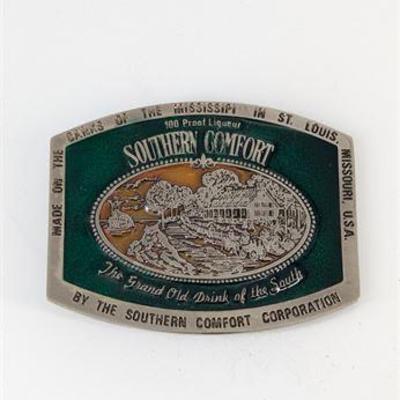 MADE ON THE BANKS OF THE MISSISSIPI IN ST. LOUIS, MISSOURI, U.S.A.
100 Proof Liqueur
SOUTHERN COMFORT
The Grand Old Drink of the South
BY THE SOUTHERN COMFORT CORPORATION